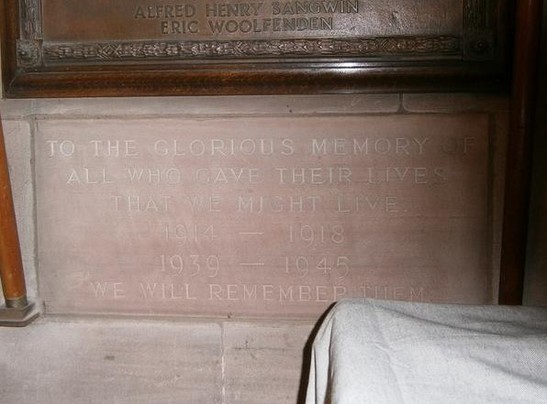 ALFRED HENRY SANGWIN
ERIC WOOLFENDEN
TO THE GLORIOUS MEMORY OF
ALL WHO GAVE THEIR LIVES
THAT WE MIGHT LIVE.
1914 — 1918
1939 — 1945
WE WILL REMEMBER THEM